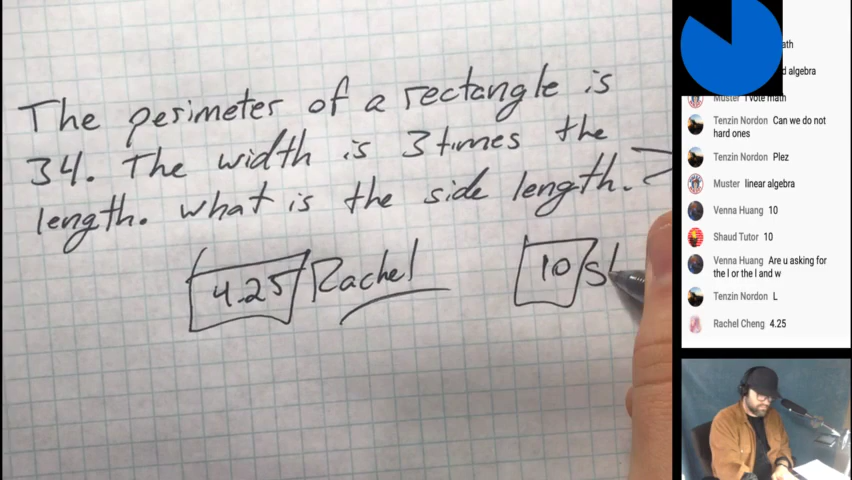 The perimeter of a rectangle is
34. The width is 3 times the
length. what is the side length.
4.25 Rachel
10 Sh
ath
d algebra
Muster I vote math
Tenzin Nordon Can we do not
hard ones
Tenzin Nordon Plez
Muster linear algebra
Venna Huang 10
Shaud Tutor 10
Venna Huang Are u asking for
the l or the l and w
Tenzin Nordon L
Rachel Cheng 4.25